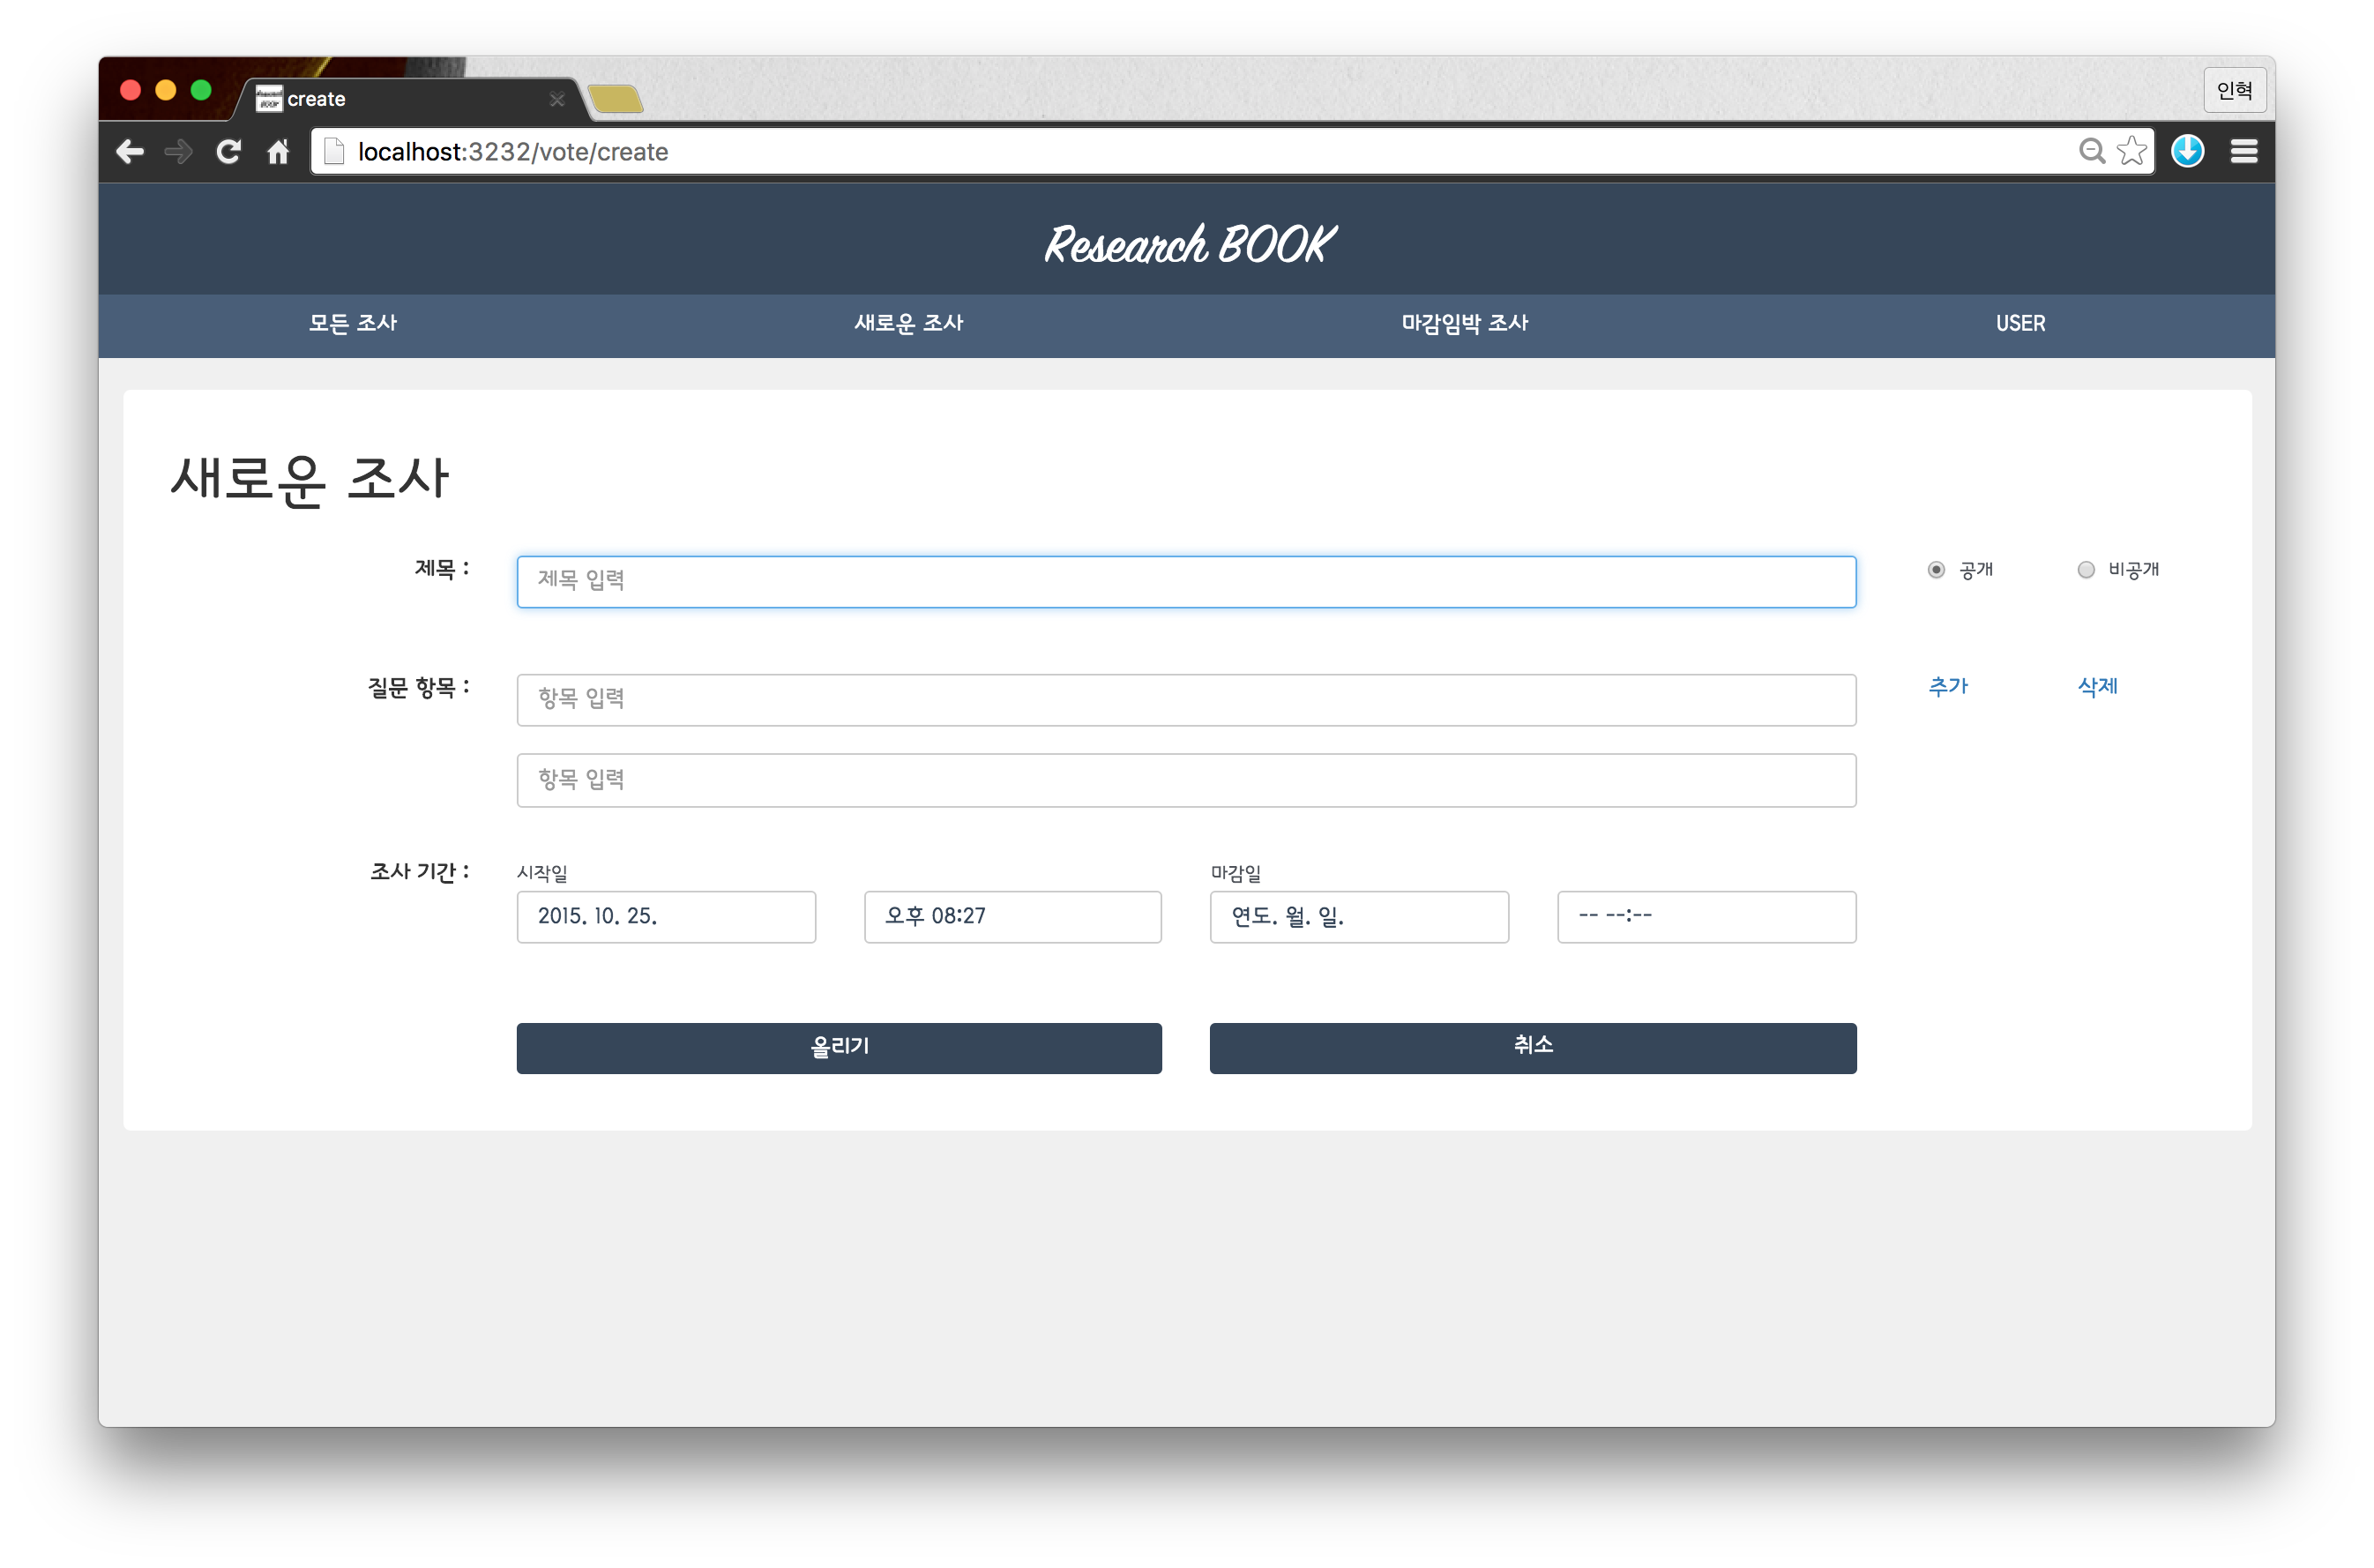 create
인혁
localhost:3232/vote/create
Research BOOK
모든 조사 새로운 조사 마감임박 조사 USER
새로운 조사
제목 : 제목 입력 공개 비공개
질문 항목 : 항목 입력 추가 삭제
항목 입력
조사 기간 : 시작일 마감일
2015. 10. 25. 오후 08:27 연도. 월. 일. -- --:--
올리기 취소